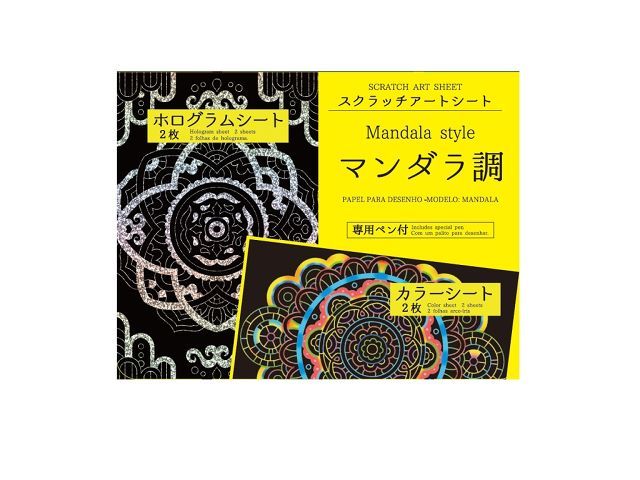 SCRATCH ART SHEET
スクラッチアートシート
Mandala style
マンダラ調
PAPEL PARA DESENHO -MODELO: MANDALA
専用ペン付
Includes special pen.
Com um palito para desenhar.
ホログラムシート
2枚
Hologram sheet 2 sheets
2 folhas de holograma.
カラーシート
2枚
Color sheet 2 sheets
2 folhas arco-íris